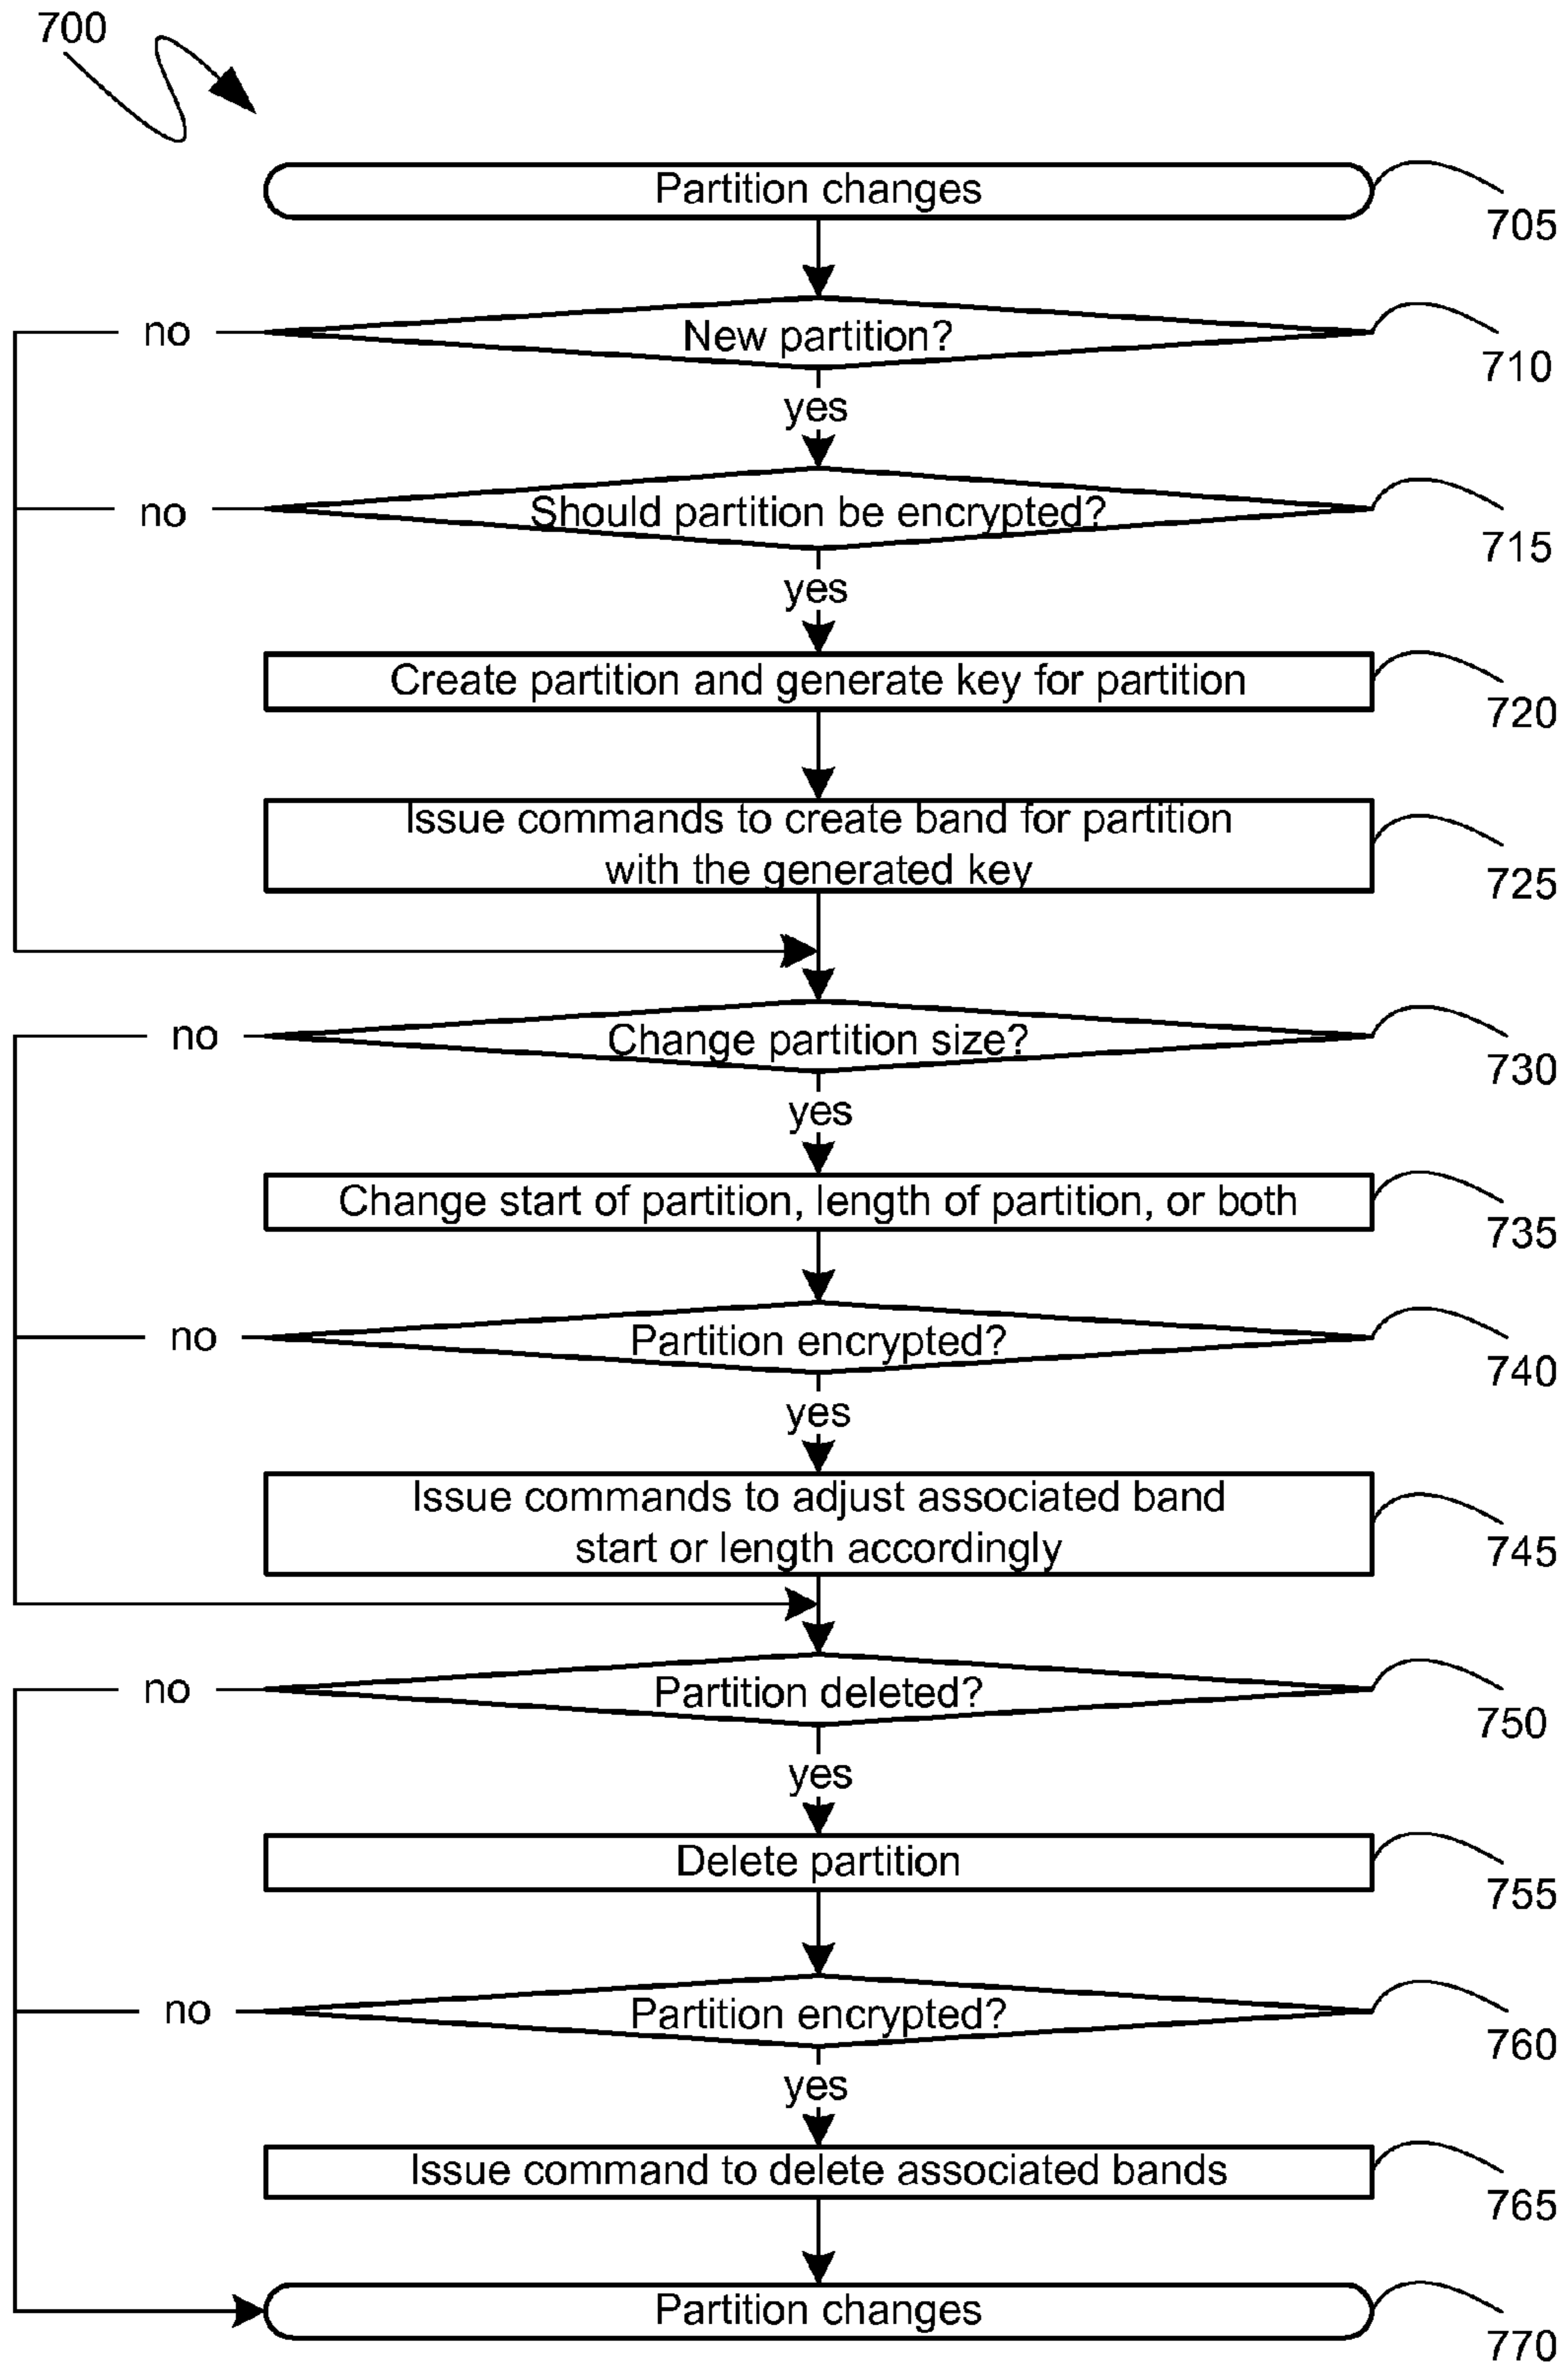 700
Partition changes
705
New partition?
no
710
yes
Should partition be encrypted?
no
715
yes
Create partition and generate key for partition
720
Issue commands to create band for partition
with the generated key
725
Change partition size?
no
730
yes
Change start of partition, length of partition, or both
735
Partition encrypted?
no
740
yes
Issue commands to adjust associated band
start or length accordingly
745
Partition deleted?
no
750
yes
Delete partition
755
Partition encrypted?
no
760
yes
Issue command to delete associated bands
765
Partition changes
770